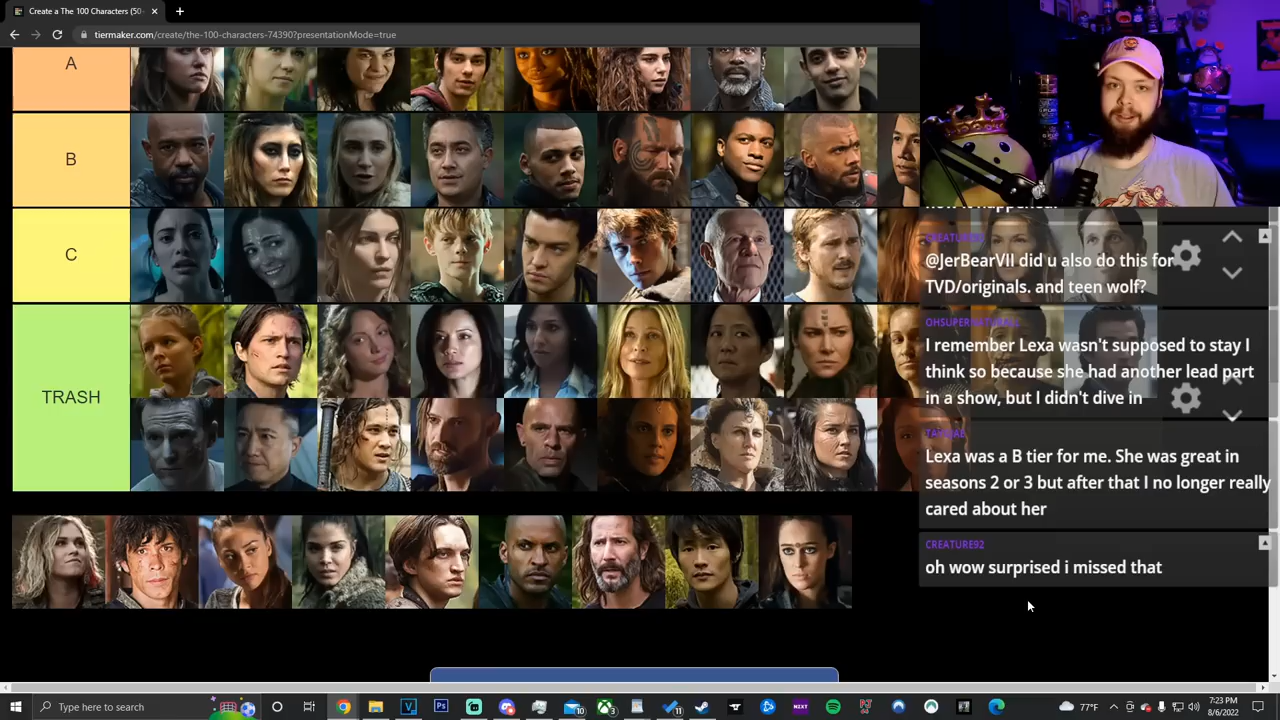 Create a The 100 Characters (50
tiermaker.com/create/the-100-characters-74390?presentationMode=true
A
B
C
TRASH
@JerBearVII did u also do this for
TVD/originals. and teen wolf?
I remember Lexa wasn't supposed to stay I
think so because she had another lead part
in a show, but I didn't dive in
Lexa was a B tier for me. She was great in
seasons 2 or 3 but after that I no longer really
cared about her
CREATURE92
oh wow surprised i missed that
Type here to search
10
3
11
NZXT
77°F
7:23 PM
8/6/2022